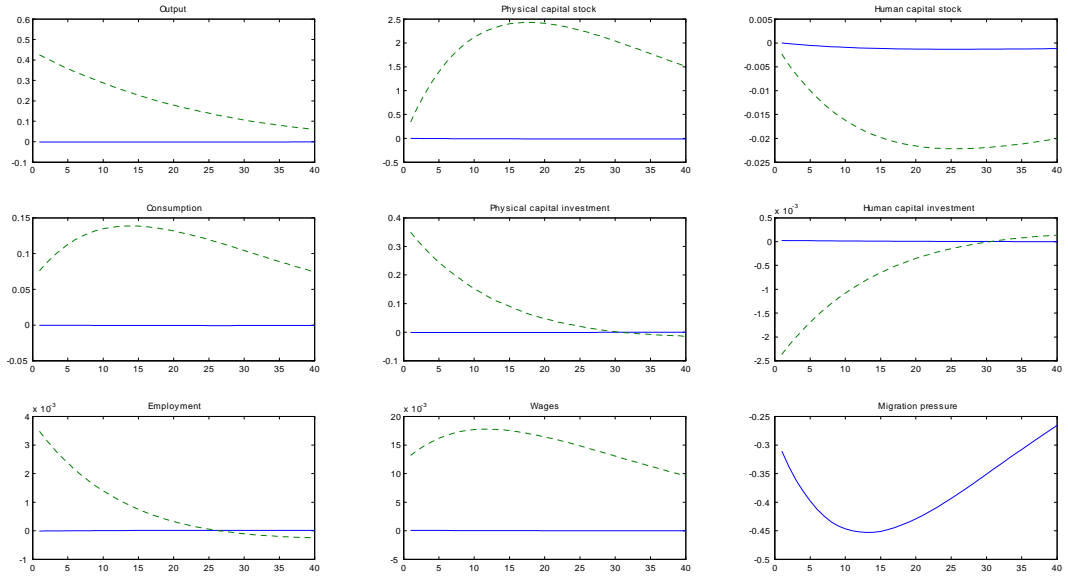 Output
0.6
0.5
0.4
0.3
0.2
0.1
0
-0.1
0 5 10 15 20 25 30 35 40
Physical capital stock
2.5
2
1.5
1
0.5
0
-0.5
0 5 10 15 20 25 30 35 40
Human capital stock
0.005
0
-0.005
-0.01
-0.015
-0.02
-0.025
0 5 10 15 20 25 30 35 40
Consumption
0.15
0.1
0.05
0
-0.05
0 5 10 15 20 25 30 35 40
Physical capital investment
0.4
0.3
0.2
0.1
0
-0.1
0 5 10 15 20 25 30 35 40
Human capital investment
x 10-3
0.5
0
-0.5
-1
-1.5
-2
-2.5
0 5 10 15 20 25 30 35 40
Employment
x 10-3
4
3
2
1
0
-1
0 5 10 15 20 25 30 35 40
Wages
x 10-3
20
15
10
5
0
-5
0 5 10 15 20 25 30 35 40
Migration pressure
-0.25
-0.3
-0.35
-0.4
-0.45
-0.5
0 5 10 15 20 25 30 35 40